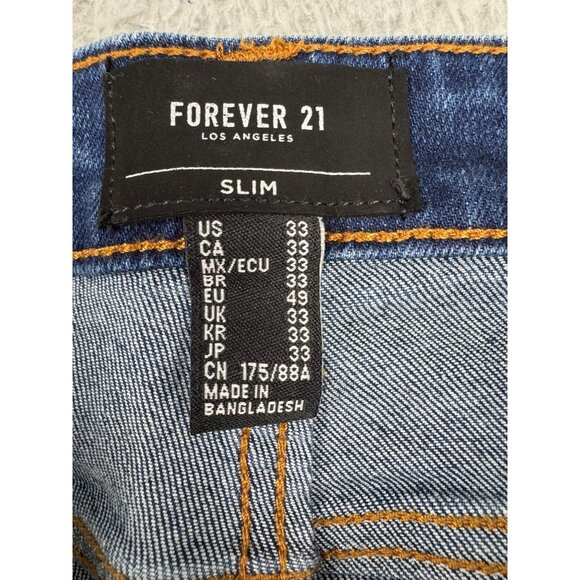 FOREVER 21
LOS ANGELES
SLIM
US 33
CA 33
MX/ECU 33
BR 33
EU 49
UK 33
KR 33
JP 33
CN 175/88A
MADE IN
BANGLADESH